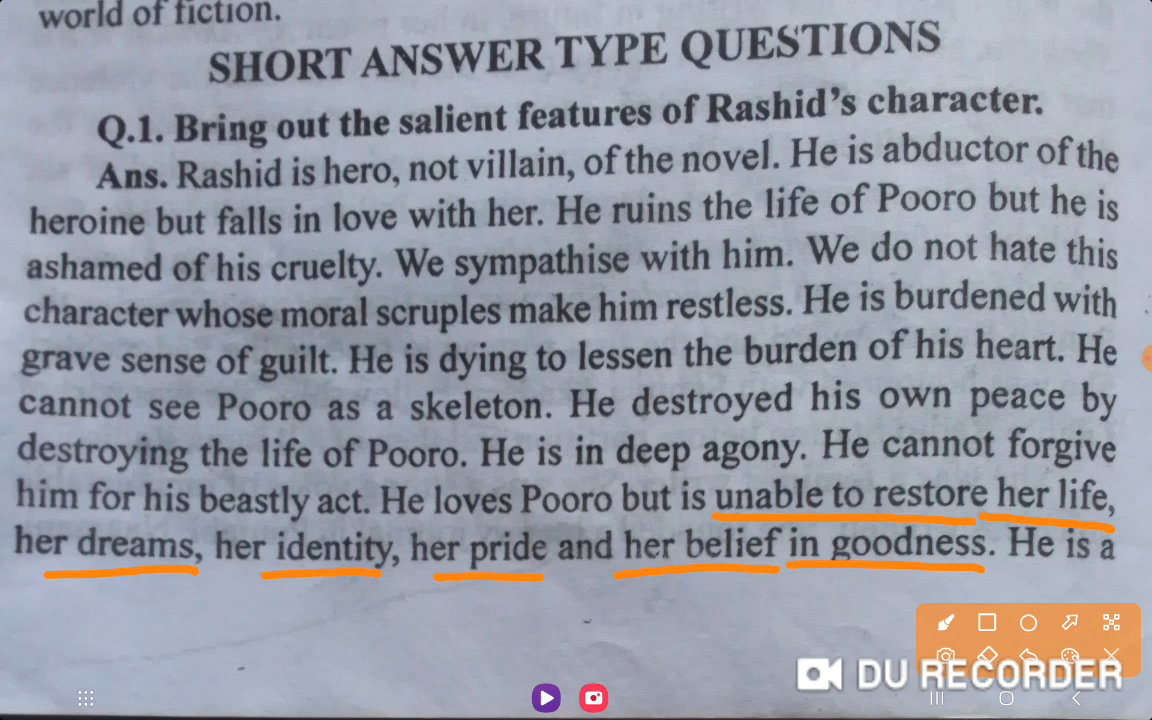 world of fiction.
SHORT ANSWER TYPE QUESTIONS
Q.1. Bring out the salient features of Rashid's character.
Ans. Rashid is hero, not villain, of the novel. He is abductor of the
heroine but falls in love with her. He ruins the life of Pooro but he is
ashamed of his cruelty. We sympathise with him. We do not hate this
character whose moral scruples make him restless. He is burdened with
grave sense of guilt. He is dying to lessen the burden of his heart. He
cannot see Pooro as a skeleton. He destroyed his own peace by
destroying the life of Pooro. He is in deep agony. He cannot forgive
him for his beastly act. He loves Pooro but is unable to restore her life,
her dreams, her identity, her pride and her belief in goodness. He is a
DU RECORDER